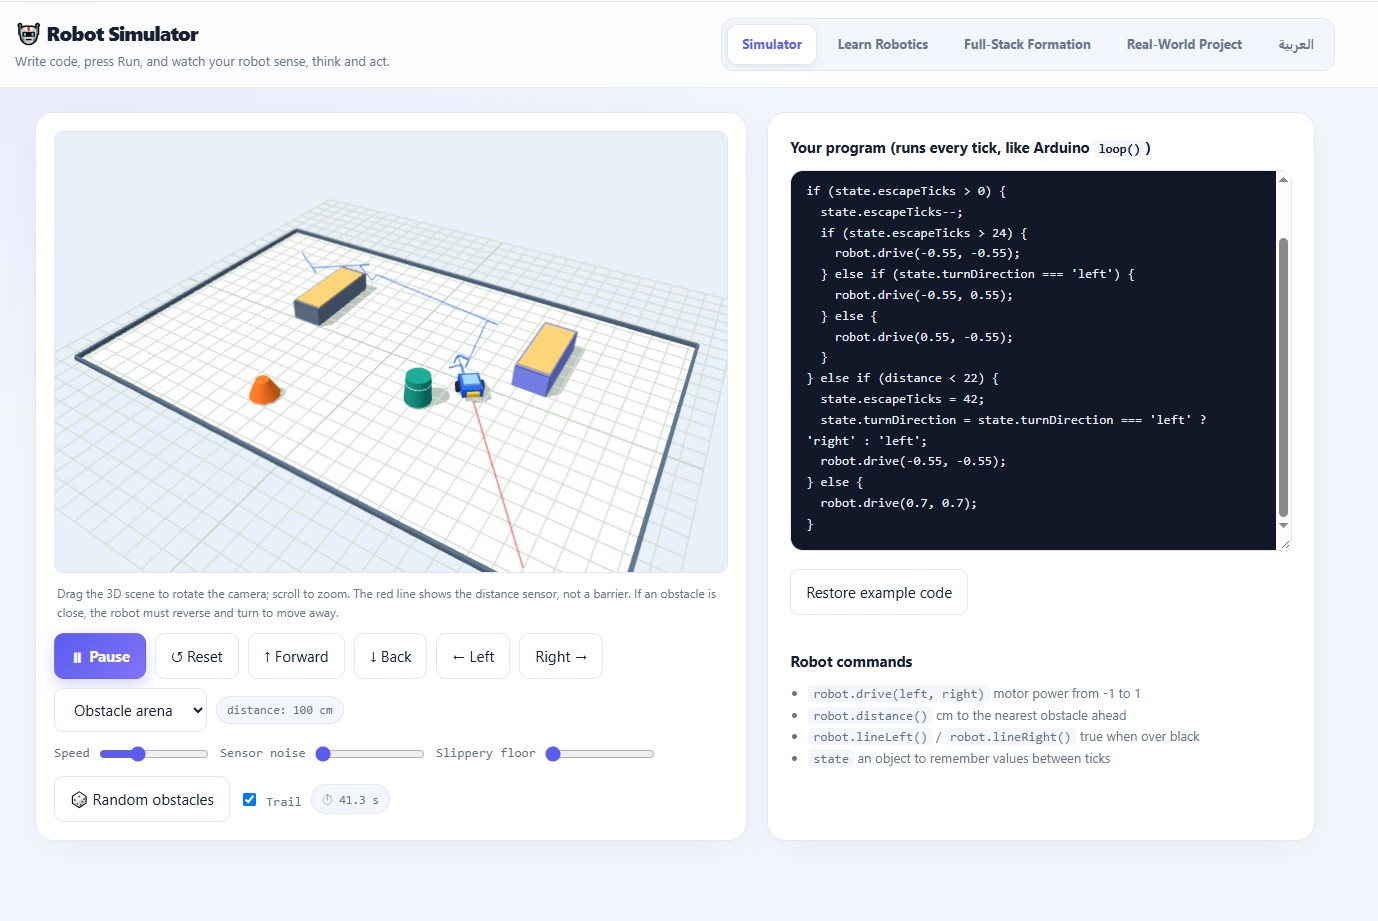 Robot Simulator
Write code, press Run, and watch your robot sense, think and act.
Simulator
Learn Robotics
Full-Stack Formation
Real-World Project
العربية
Drag the 3D scene to rotate the camera; scroll to zoom. The red line shows the distance sensor, not a barrier. If an obstacle is
close, the robot must reverse and turn to move away.
⏸ Pause
↺ Reset
↑ Forward
↓ Back
← Left
Right →
Obstacle arena
distance: 100 cm
Speed
Sensor noise
Slippery floor
🎲 Random obstacles
Trail
⏱ 41.3 s
Your program (runs every tick, like Arduino loop() )
if (state.escapeTicks > 0) {
  state.escapeTicks--;
  if (state.escapeTicks > 24) {
    robot.drive(-0.55, -0.55);
  } else if (state.turnDirection === 'left') {
    robot.drive(-0.55, 0.55);
  } else {
    robot.drive(0.55, -0.55);
  }
} else if (distance < 22) {
  state.escapeTicks = 42;
  state.turnDirection = state.turnDirection === 'left' ?
'right' : 'left';
  robot.drive(-0.55, -0.55);
} else {
  robot.drive(0.7, 0.7);
}
Restore example code
Robot commands
• robot.drive(left, right) motor power from -1 to 1
• robot.distance() cm to the nearest obstacle ahead
• robot.lineLeft() / robot.lineRight() true when over black
• state an object to remember values between ticks